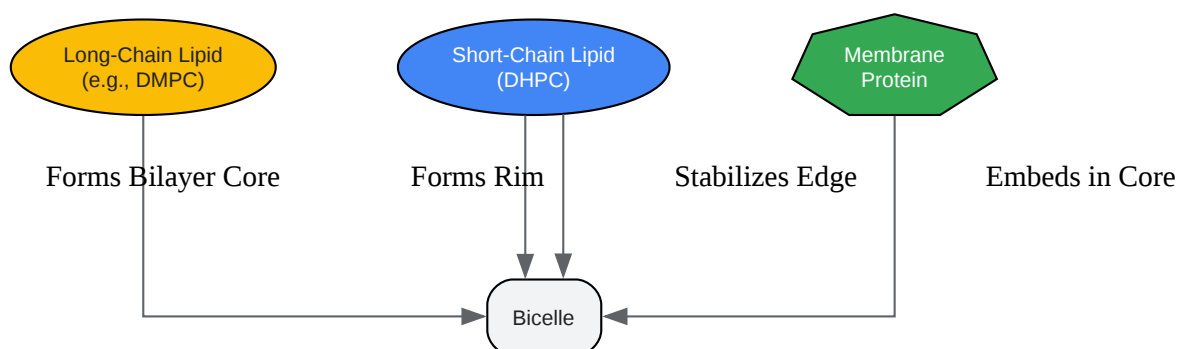 Long-Chain Lipid
(e.g., DMPC)
Short-Chain Lipid
(DHPC)
Membrane
Protein
Forms Bilayer Core
Forms Rim
Stabilizes Edge
Embeds in Core
Bicelle